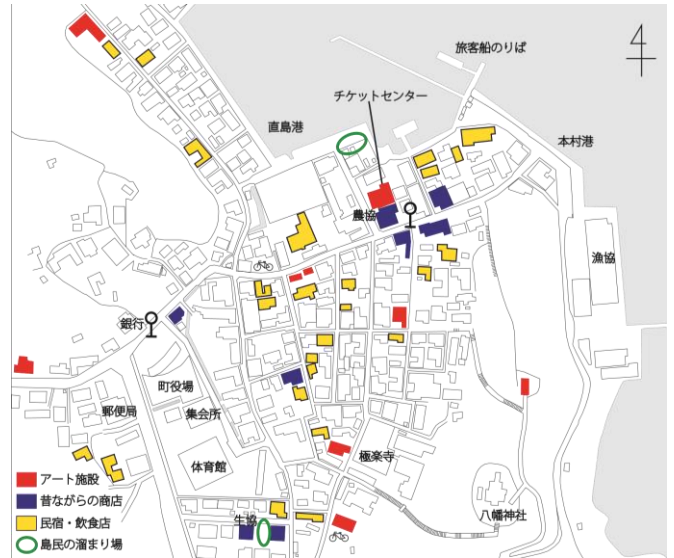 旅客船のりば
4
チケットセンター
直島港
本村港
農協
漁協
銀行
町役場
郵便局
集会所
体育館
極楽寺
八幡神社
生協
アート施設
昔ながらの商店
民宿・飲食店
島民の溜まり場